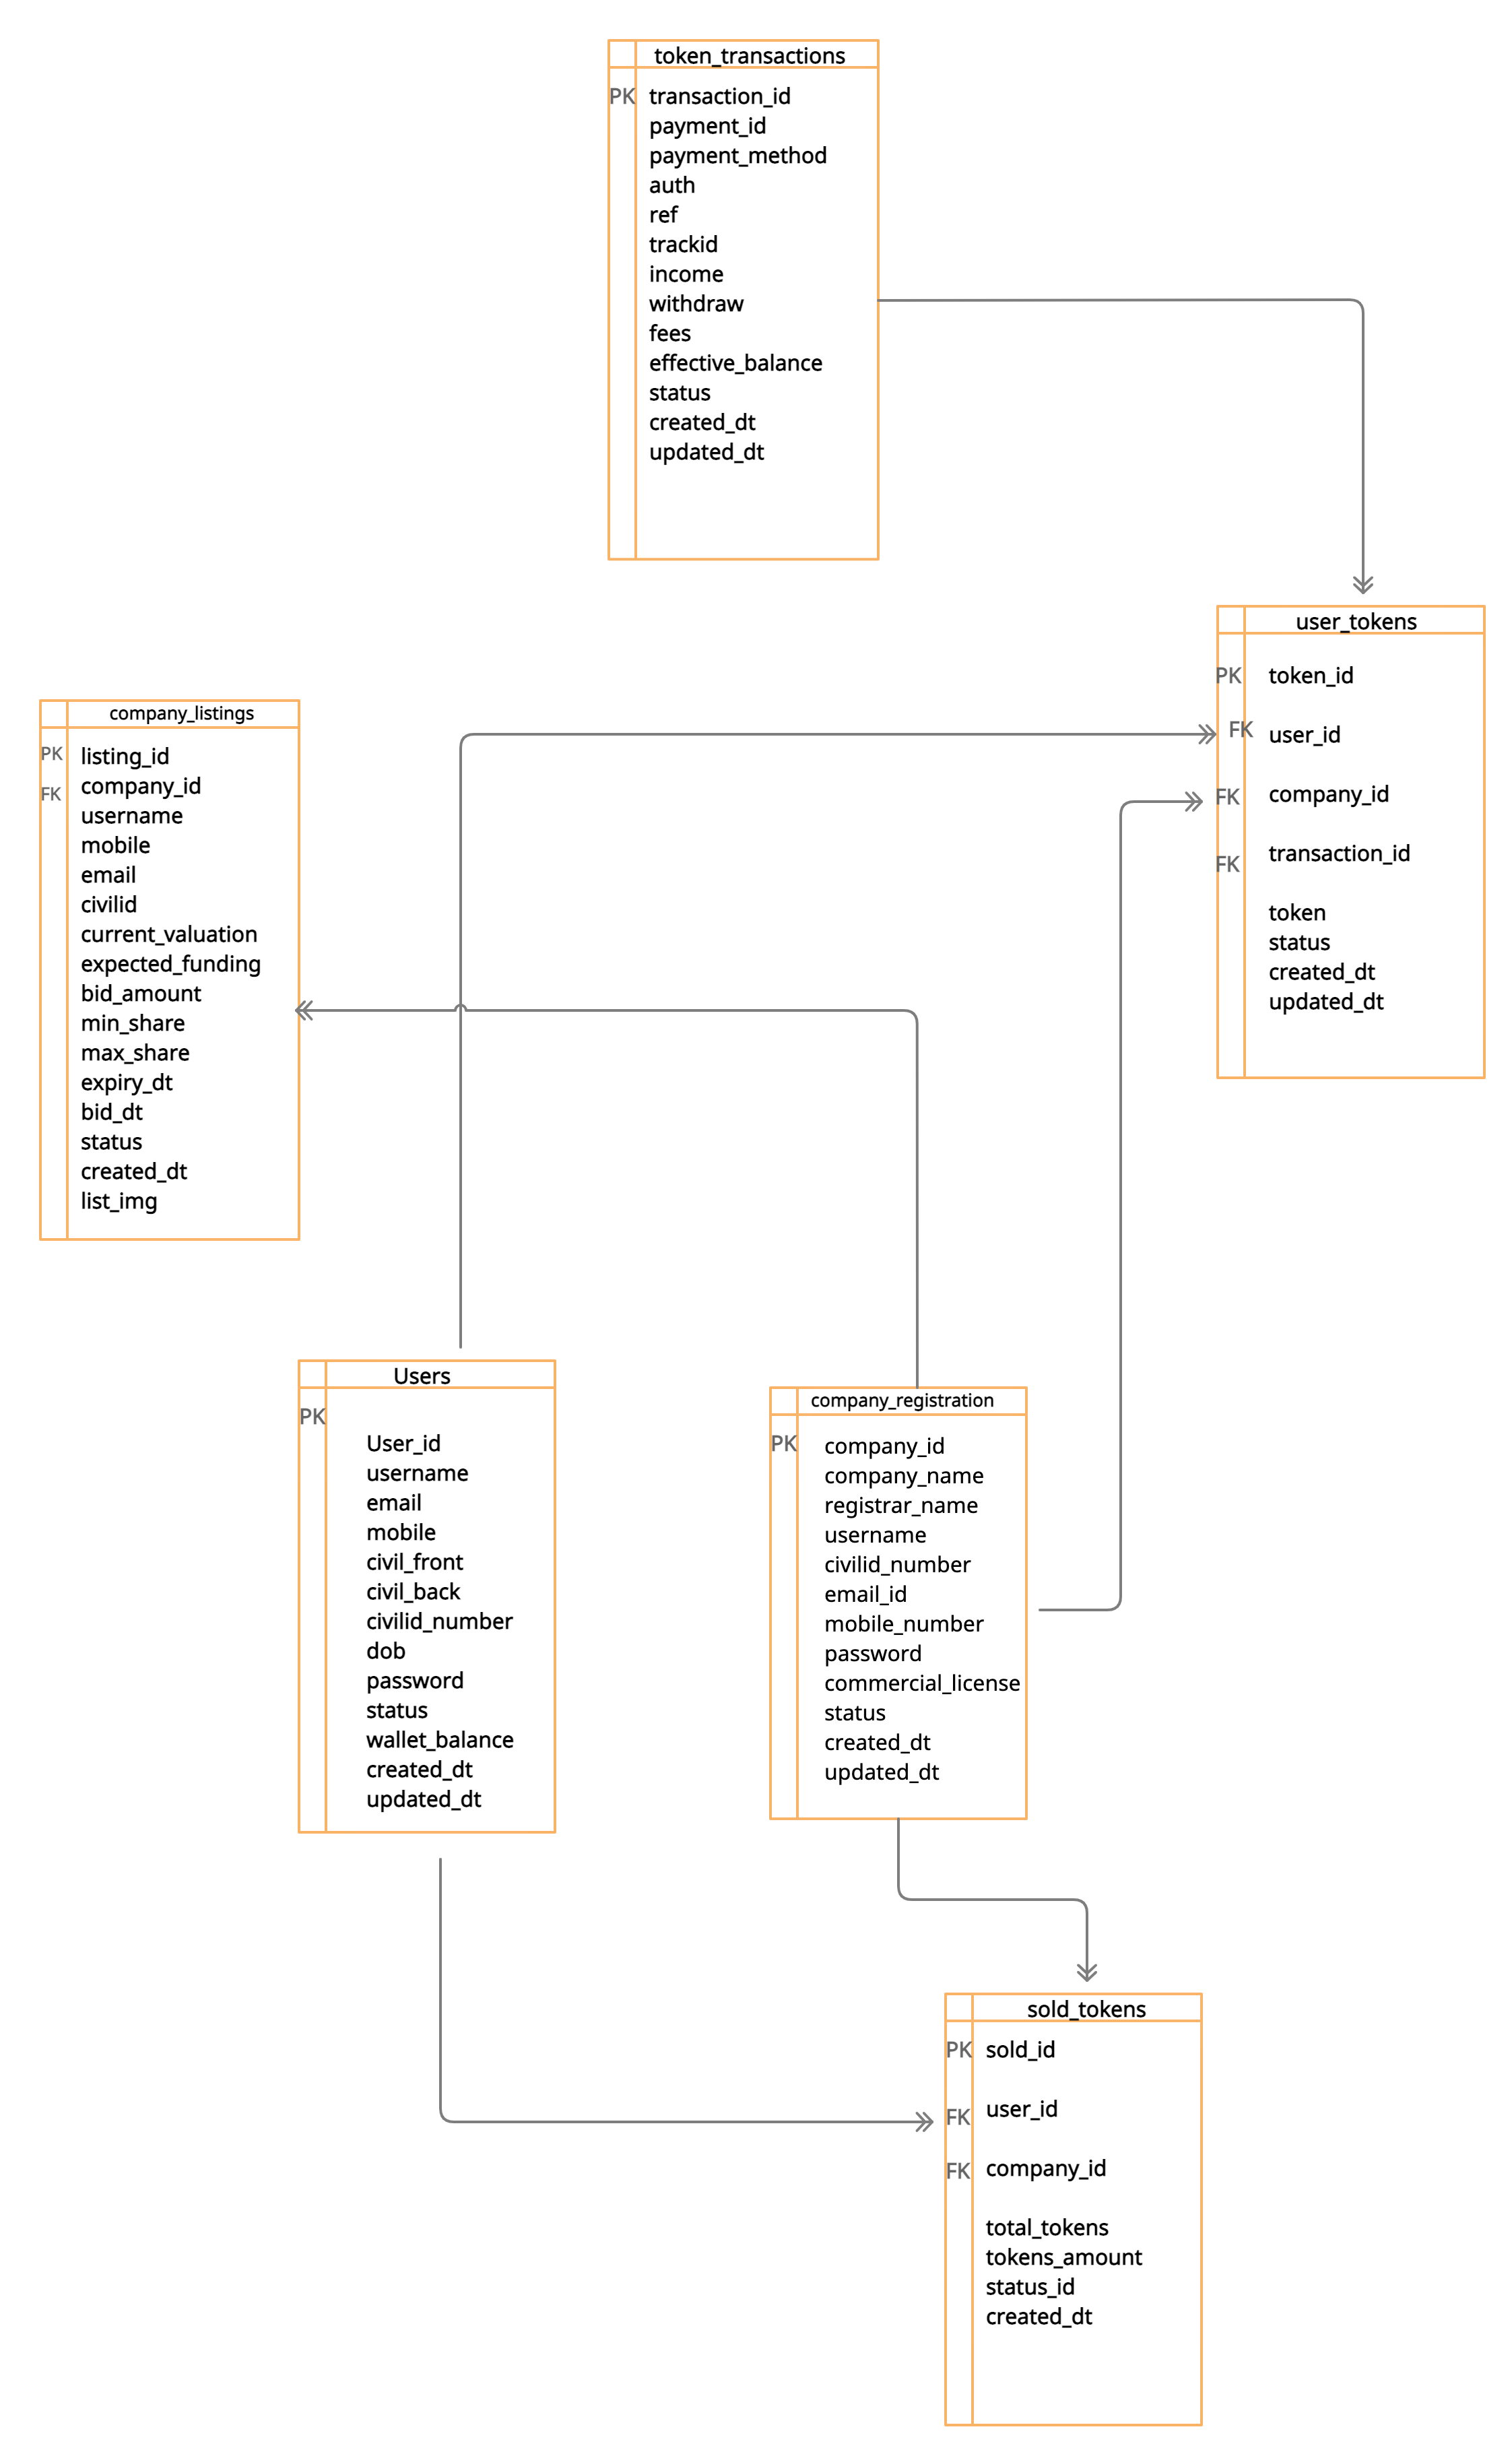 token_transactions
PK transaction_id
payment_id
payment_method
auth
ref
trackid
income
withdraw
fees
effective_balance
status
created_dt
updated_dt
user_tokens
PK token_id
FK user_id
FK company_id
FK transaction_id
token
status
created_dt
updated_dt
company_listings
PK listing_id
FK company_id
username
mobile
email
civilid
current_valuation
expected_funding
bid_amount
min_share
max_share
expiry_dt
bid_dt
status
created_dt
list_img
Users
PK
User_id
username
email
mobile
civil_front
civil_back
civilid_number
dob
password
status
wallet_balance
created_dt
updated_dt
company_registration
PK company_id
company_name
registrar_name
username
civilid_number
email_id
mobile_number
password
commercial_license
status
created_dt
updated_dt
sold_tokens
PK sold_id
FK user_id
FK company_id
total_tokens
tokens_amount
status_id
created_dt